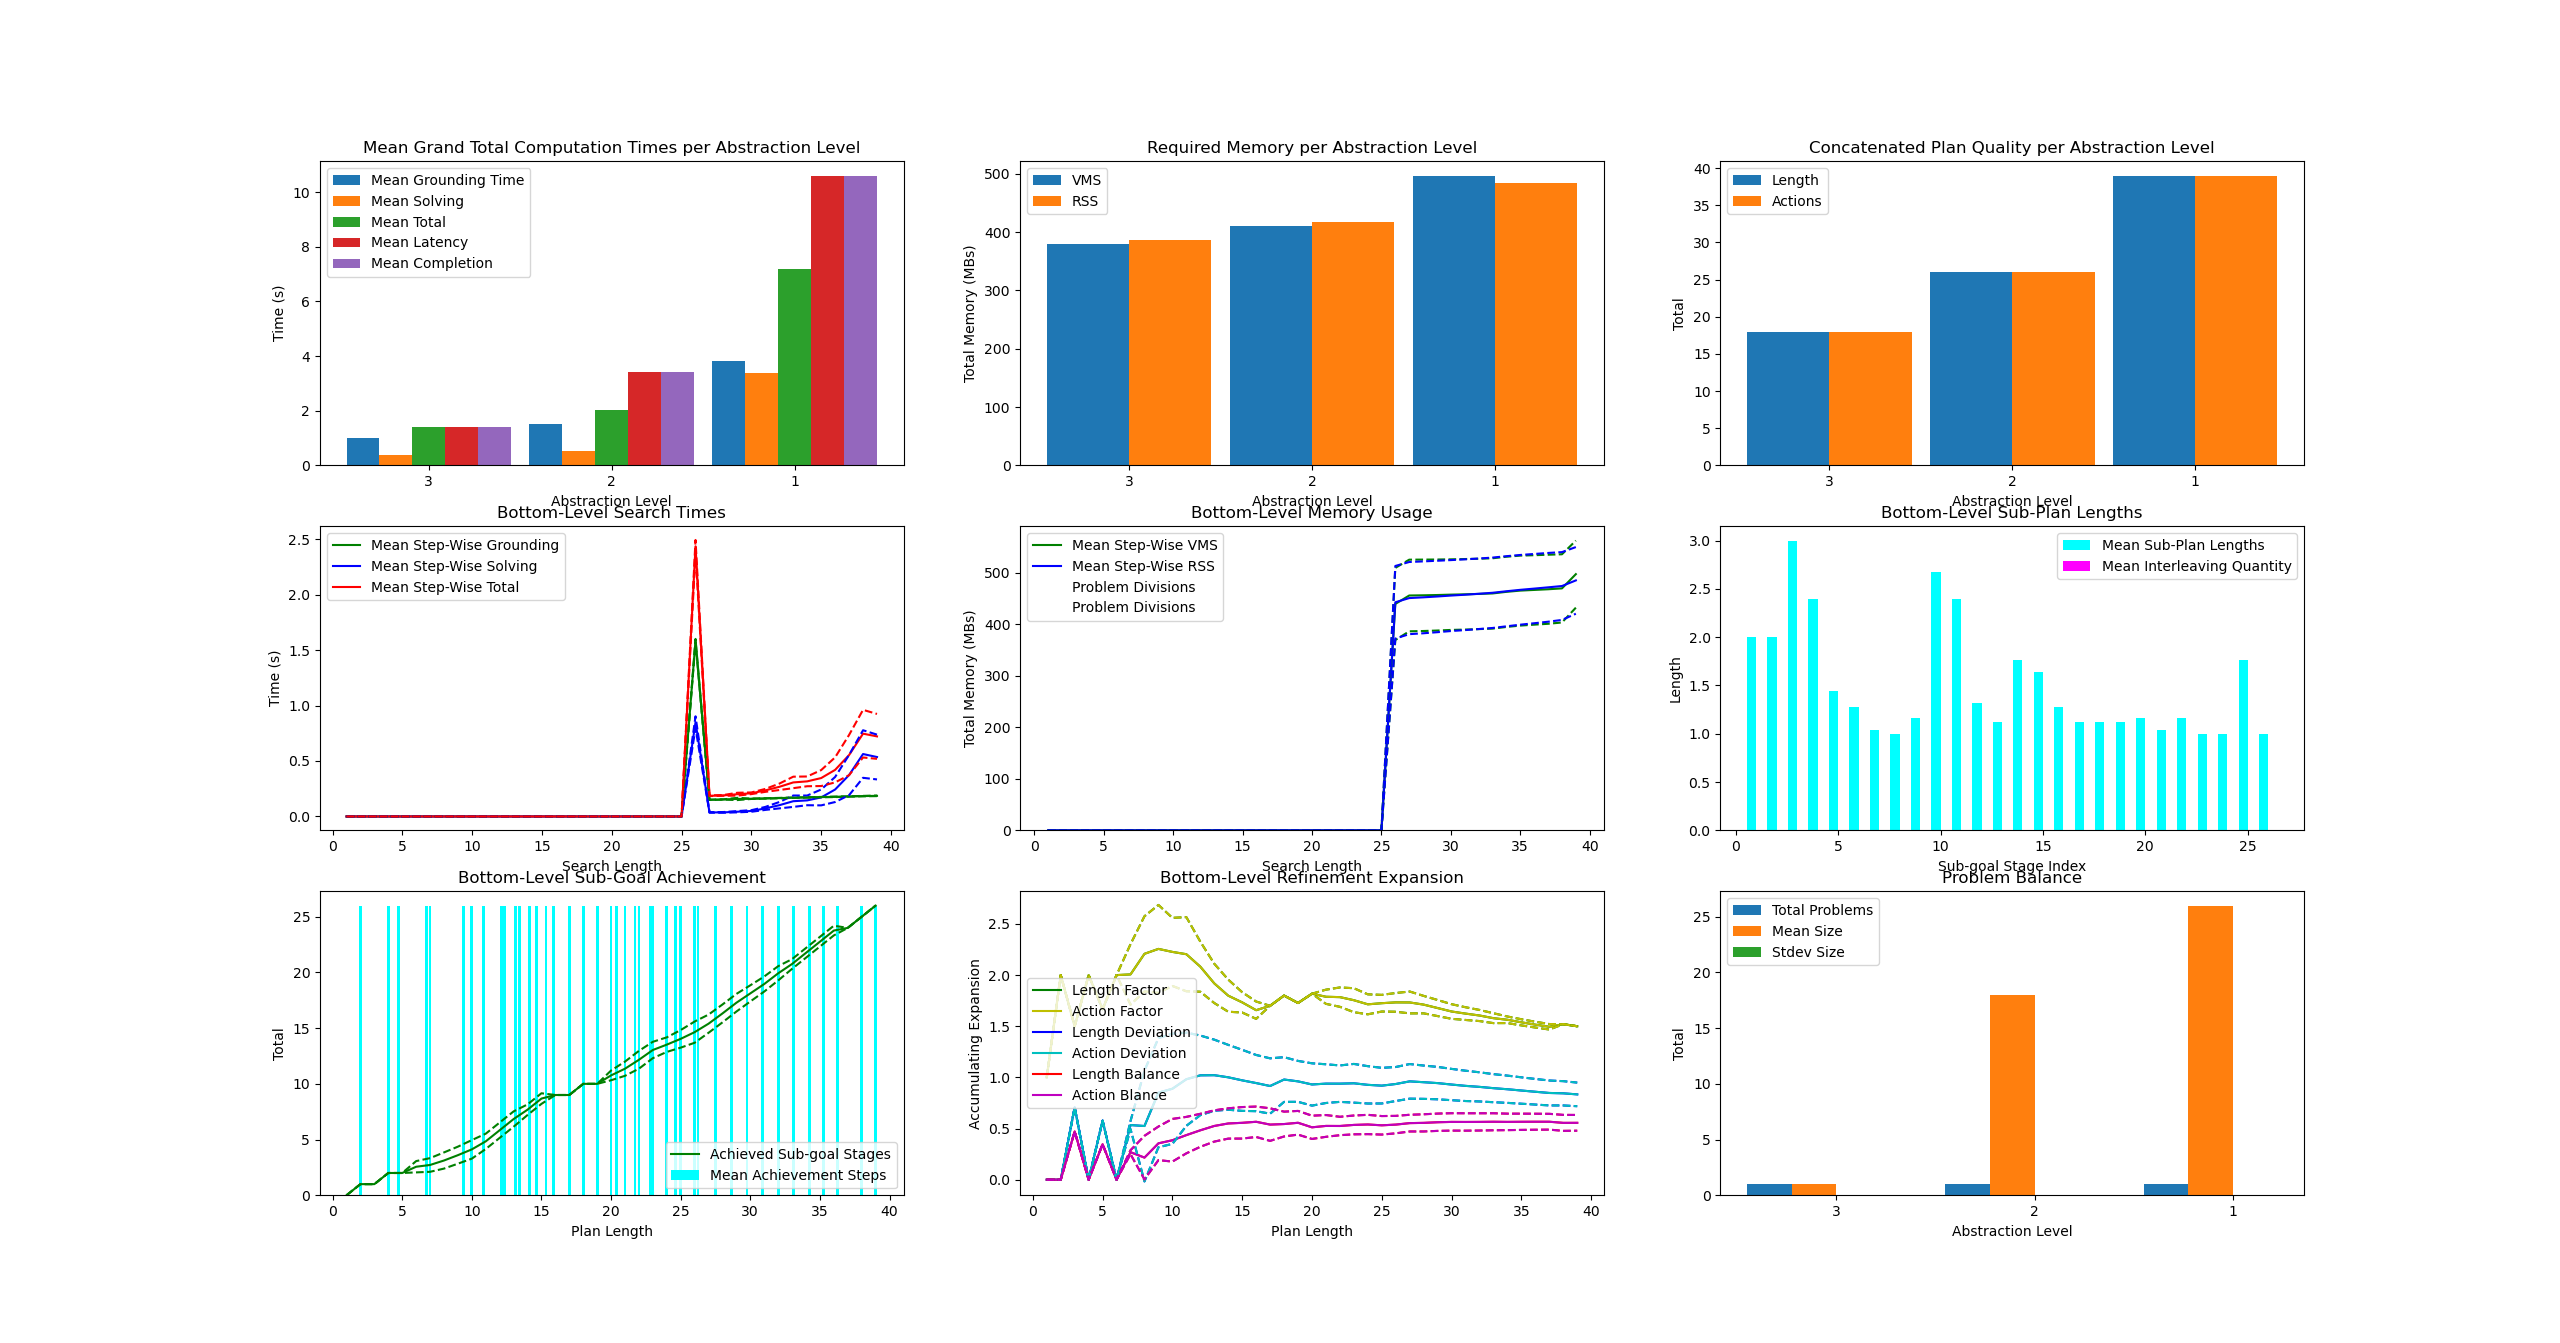 Mean Grand Total Computation Times per Abstraction Level
Time (s)
10
8
6
4
2
0
Mean Grounding Time
Mean Solving
Mean Total
Mean Latency
Mean Completion
3 2 1
Abstraction Level
Required Memory per Abstraction Level
Total Memory (MBs)
500
400
300
200
100
0
VMS
RSS
3 2 1
Abstraction Level
Concatenated Plan Quality per Abstraction Level
Total
40
35
30
25
20
15
10
5
0
Length
Actions
3 2 1
Abstraction Level
Bottom-Level Search Times
Time (s)
2.5
2.0
1.5
1.0
0.5
0.0
Mean Step-Wise Grounding
Mean Step-Wise Solving
Mean Step-Wise Total
0 5 10 15 20 25 30 35 40
Search Length
Bottom-Level Memory Usage
Total Memory (MBs)
500
400
300
200
100
0
Mean Step-Wise VMS
Mean Step-Wise RSS
Problem Divisions
Problem Divisions
0 5 10 15 20 25 30 35 40
Search Length
Bottom-Level Sub-Plan Lengths
Length
3.0
2.5
2.0
1.5
1.0
0.5
0.0
Mean Sub-Plan Lengths
Mean Interleaving Quantity
0 5 10 15 20 25
Sub-goal Stage Index
Bottom-Level Sub-Goal Achievement
Total
25
20
15
10
5
0
Achieved Sub-goal Stages
Mean Achievement Steps
0 5 10 15 20 25 30 35 40
Plan Length
Bottom-Level Refinement Expansion
Accumulating Expansion
2.5
2.0
1.5
1.0
0.5
0.0
Length Factor
Action Factor
Length Deviation
Action Deviation
Length Balance
Action Blance
0 5 10 15 20 25 30 35 40
Plan Length
Problem Balance
Total
25
20
15
10
5
0
Total Problems
Mean Size
Stdev Size
3 2 1
Abstraction Level